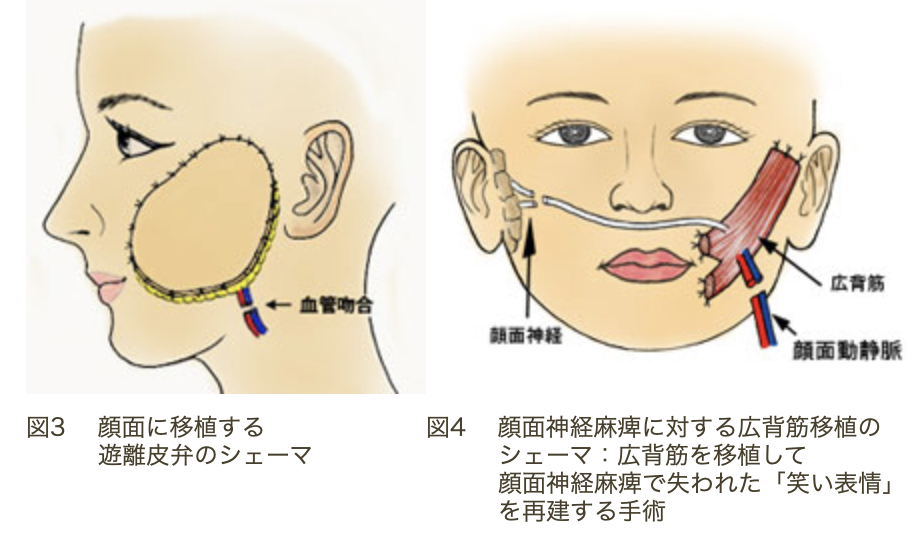 血管吻合
顔面神経
広背筋
顔面動静脈
図3 顔面に移植する
遊離皮弁のシェーマ
図4 顔面神経麻痺に対する広背筋移植の
シェーマ：広背筋を移植して
顔面神経麻痺で失われた「笑い表情」
を再建する手術